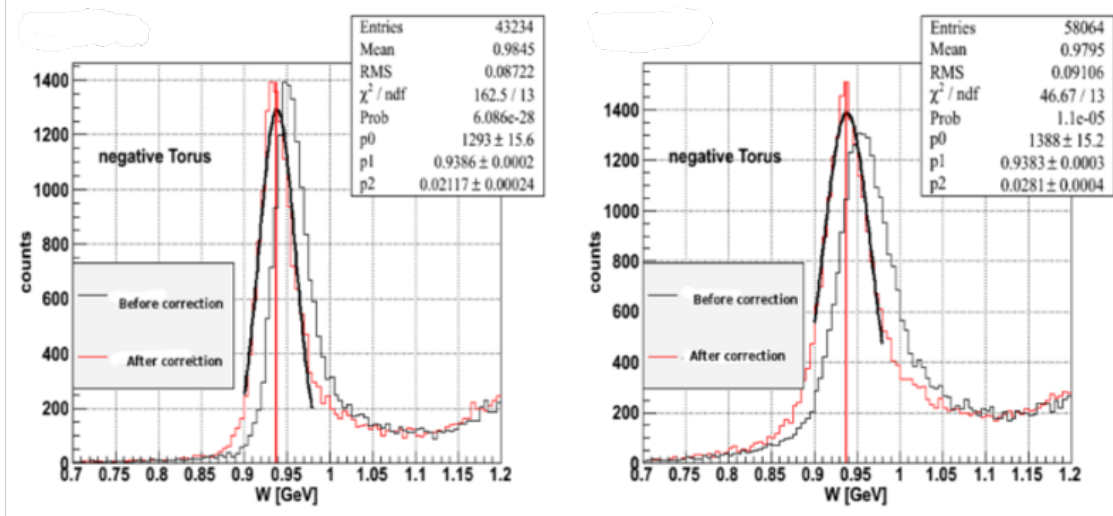 Entries 43234
Mean 0.9845
RMS 0.08722
χ² / ndf 162.5 / 13
Prob 6.086e-28
p0 1293 ± 15.6
p1 0.9386 ± 0.0002
p2 0.02117 ± 0.00024
negative Torus
Before correction
After correction
counts
1400
1200
1000
800
600
400
200
0
0.7 0.75 0.8 0.85 0.9 0.95 1 1.05 1.1 1.15 1.2
W [GeV]
Entries 58064
Mean 0.9795
RMS 0.09106
χ² / ndf 46.67 / 13
Prob 1.1e-05
p0 1388 ± 15.2
p1 0.9383 ± 0.0003
p2 0.0281 ± 0.0004
negative Torus
Before correction
After correction
counts
1400
1200
1000
800
600
400
200
0
0.7 0.75 0.8 0.85 0.9 0.95 1 1.05 1.1 1.15 1.2
W [GeV]